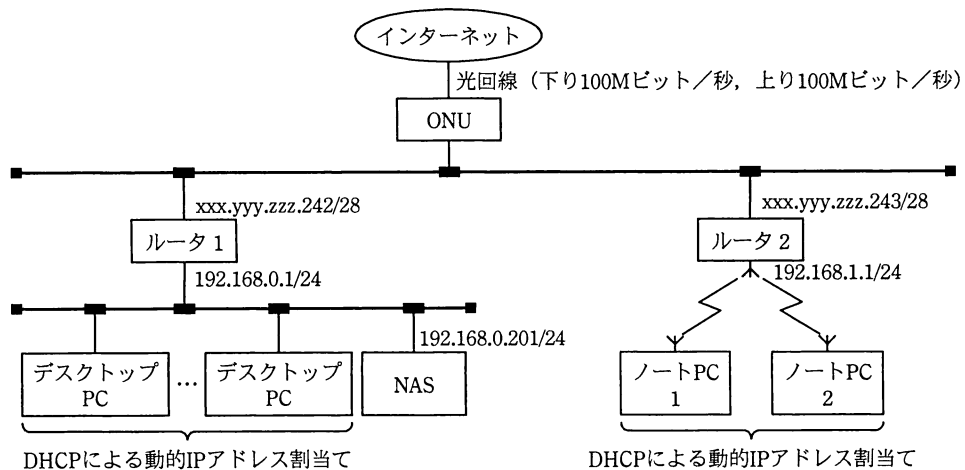 インターネット
光回線（下り100Mビット／秒，上り100Mビット／秒）
ONU
xxx.yyy.zzz.242/28
xxx.yyy.zzz.243/28
ルータ 1
ルータ 2
192.168.0.1/24
192.168.1.1/24
192.168.0.201/24
デスクトップ
PC
…
デスクトップ
PC
NAS
ノートPC
1
ノートPC
2
DHCPによる動的IPアドレス割当て
DHCPによる動的IPアドレス割当て